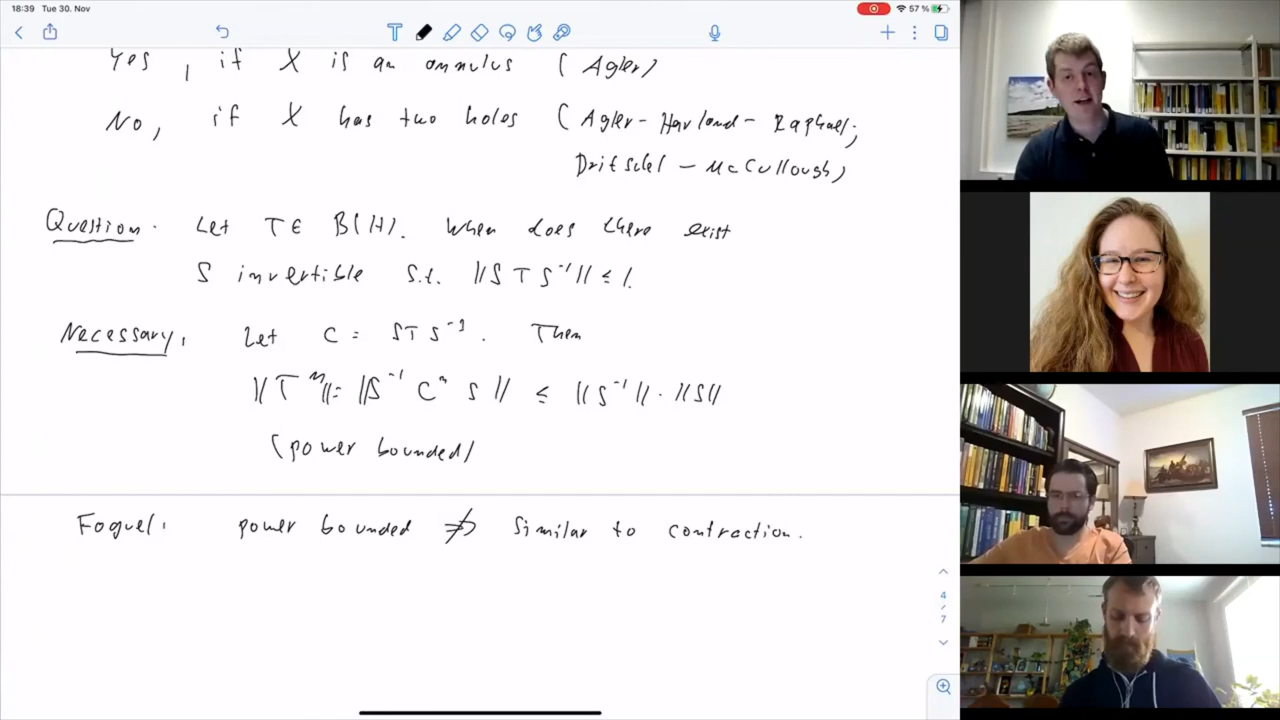 18:39 Tue 30. Nov
57 %
Yes, if X is an annulus (Agler)
No, if X has two holes (Agler - Harland - Raphael;
Dritschel - McCullough)
Question. Let T ∈ B(H). When does there exist
S invertible s.t. ||S T S⁻¹|| ≤ 1.
Necessary. Let C = STS⁻¹. Then
||Tⁿ|| = ||S⁻¹ Cⁿ S|| ≤ ||S⁻¹|| · ||S||
(power bounded)
Foguel: power bounded ⇏ similar to contraction.
4
/
7